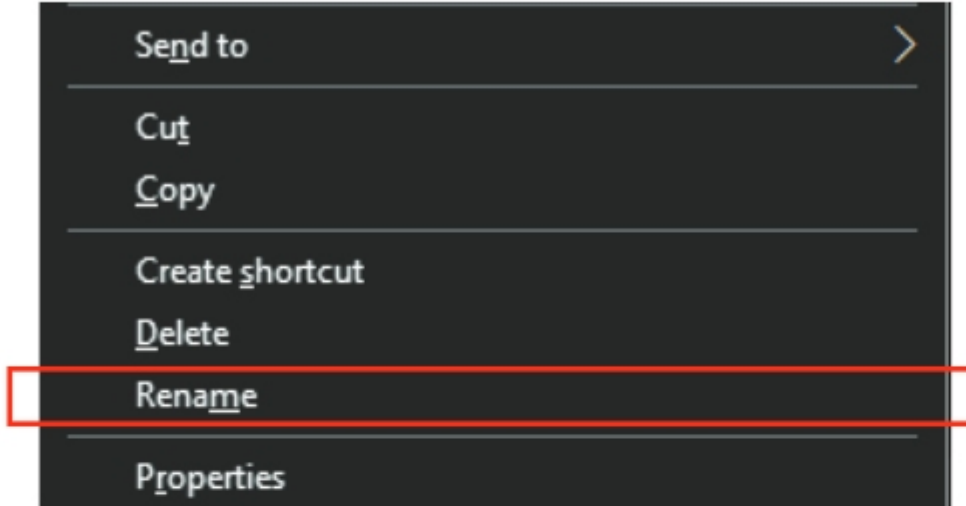 Send to
Cut
Copy
Create shortcut
Delete
Rename
Properties